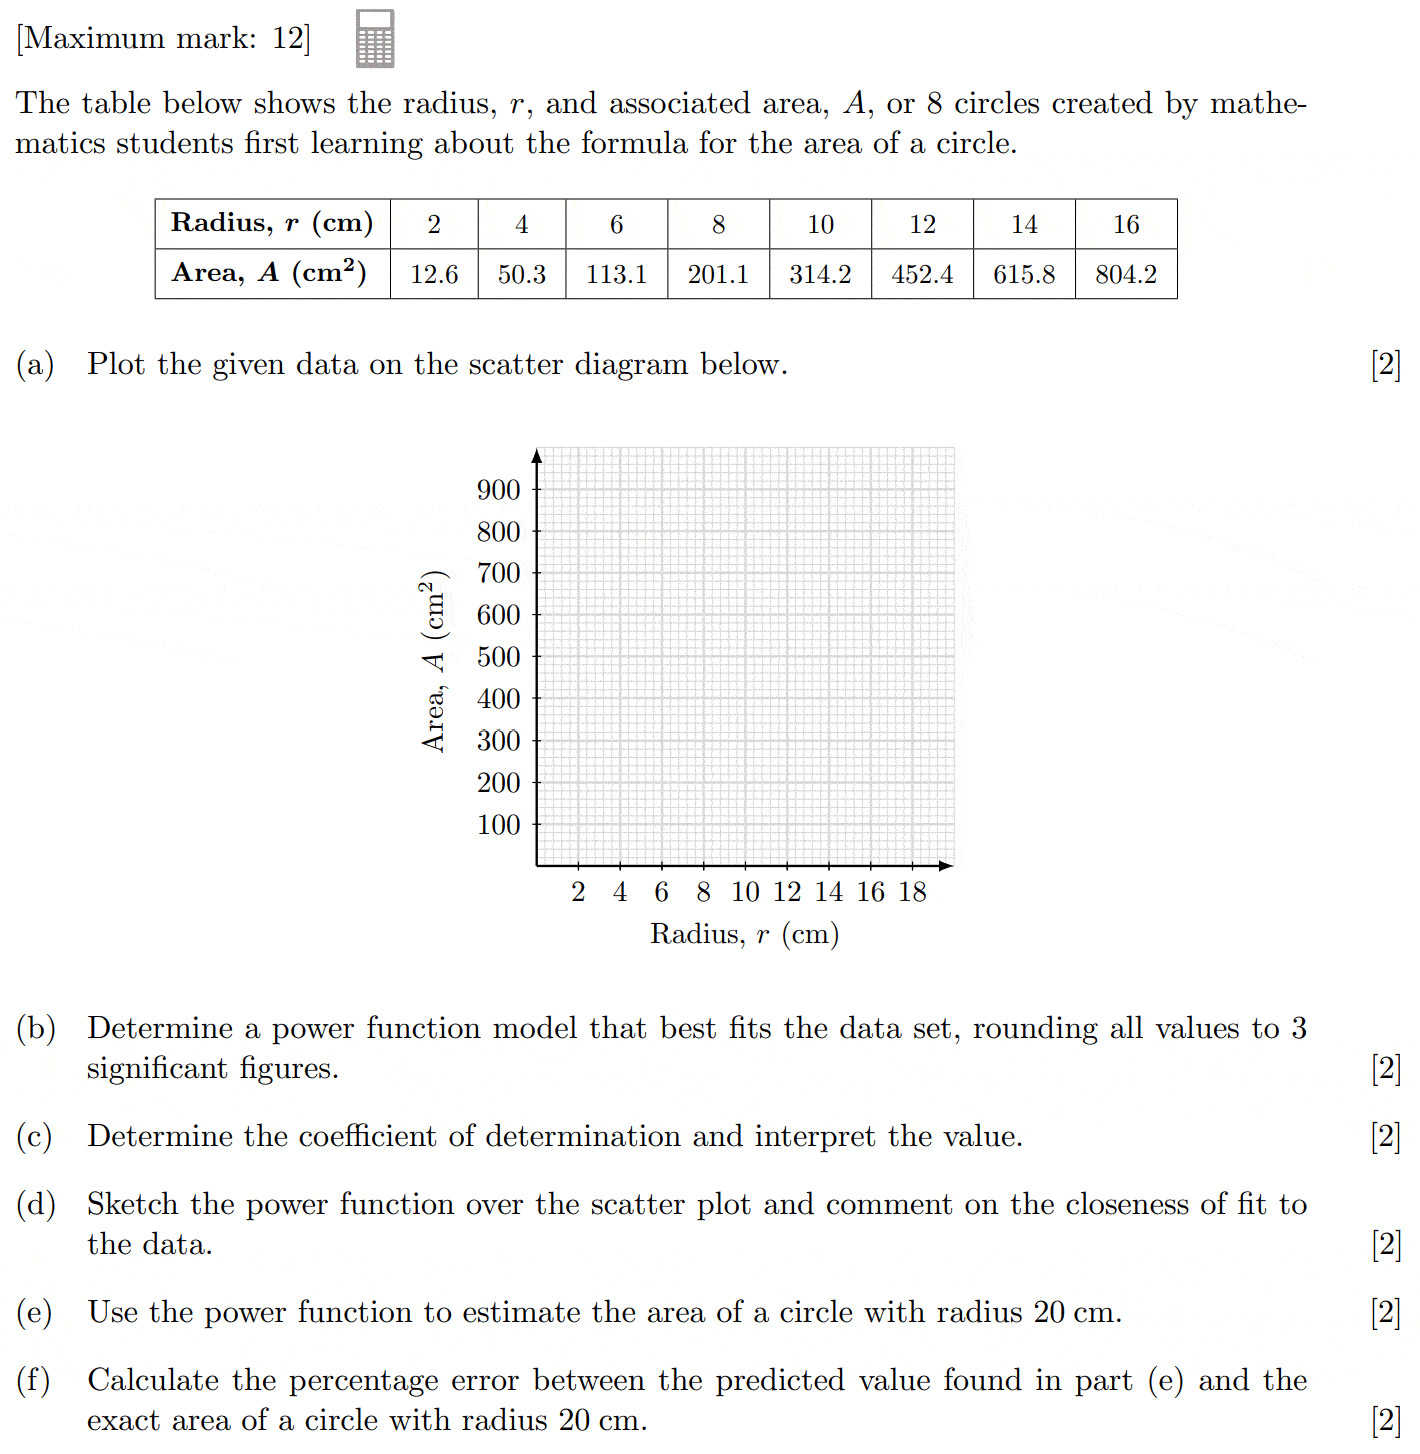 [Maximum mark: 12]
The table below shows the radius, r, and associated area, A, or 8 circles created by mathe-
matics students first learning about the formula for the area of a circle.
Radius, r (cm) 2 4 6 8 10 12 14 16
Area, A (cm²) 12.6 50.3 113.1 201.1 314.2 452.4 615.8 804.2
(a) Plot the given data on the scatter diagram below. [2]
900
800
700
600
500
400
300
200
100
Area, A (cm²)
2 4 6 8 10 12 14 16 18
Radius, r (cm)
(b) Determine a power function model that best fits the data set, rounding all values to 3
significant figures. [2]
(c) Determine the coefficient of determination and interpret the value. [2]
(d) Sketch the power function over the scatter plot and comment on the closeness of fit to
the data. [2]
(e) Use the power function to estimate the area of a circle with radius 20 cm. [2]
(f) Calculate the percentage error between the predicted value found in part (e) and the
exact area of a circle with radius 20 cm. [2]